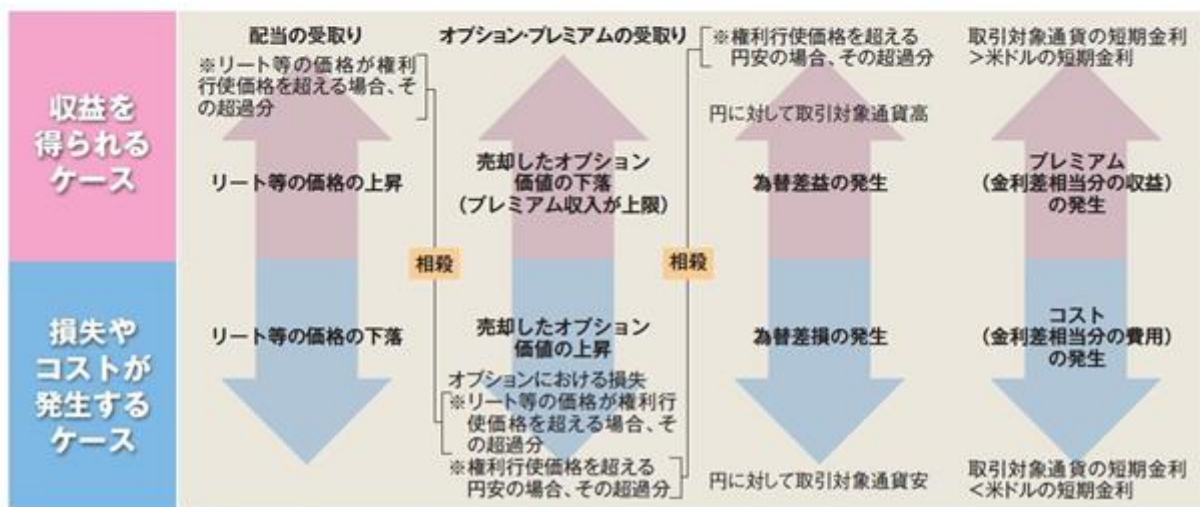 収益を
得られる
ケース
配当の受取り
※リート等の価格が権利
行使価格を超える場合、そ
の超過分
リート等の価格の上昇
オプション・プレミアムの受取り
売却したオプション
価値の下落
(プレミアム収入が上限)
※権利行使価格を超える
円安の場合、その超過分
円に対して取引対象通貨高
為替差益の発生
取引対象通貨の短期金利
>米ドルの短期金利
プレミアム
(金利差相当分の収益)
の発生
相殺
相殺
損失や
コストが
発生する
ケース
リート等の価格の下落
売却したオプション
価値の上昇
オプションにおける損失
※リート等の価格が権利行
使価格を超える場合、そ
の超過分
※権利行使価格を超える
円安の場合、その超過分
為替差損の発生
円に対して取引対象通貨安
コスト
(金利差相当分の費用)
の発生
取引対象通貨の短期金利
<米ドルの短期金利